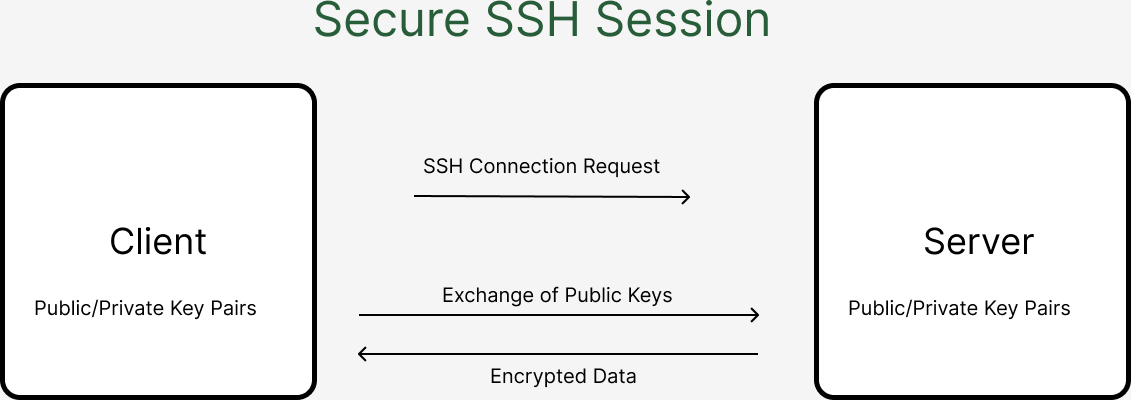 Secure SSH Session
SSH Connection Request
Client
Server
Public/Private Key Pairs
Exchange of Public Keys
Public/Private Key Pairs
Encrypted Data